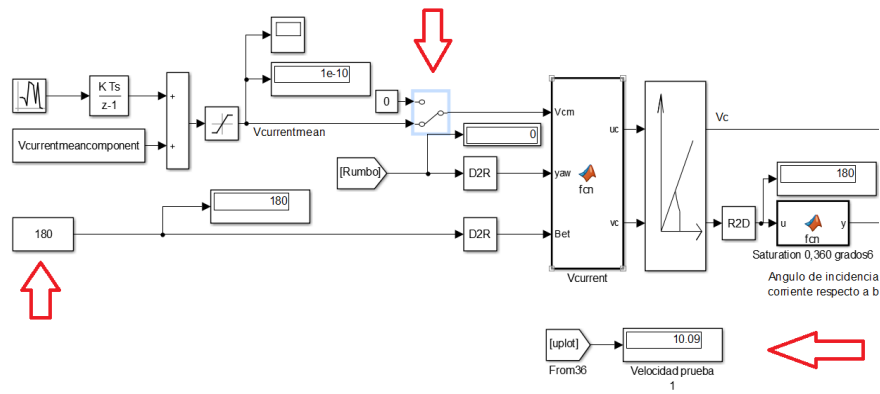 1e-10
K Ts
z-1
+
+
0
Vcurrentmean
Vcurrentmeancomponent
Vcm
uc
Vc
0
[Rumbo]
D2R
yaw
fcn
180
180
180
D2R
Bet
vc
R2D
u
fcn
y
Vcurrent
Saturation 0,360 grados6
Angulo de incidencia
corriente respecto a b
[uplot]
10.09
From36
Velocidad prueba
1